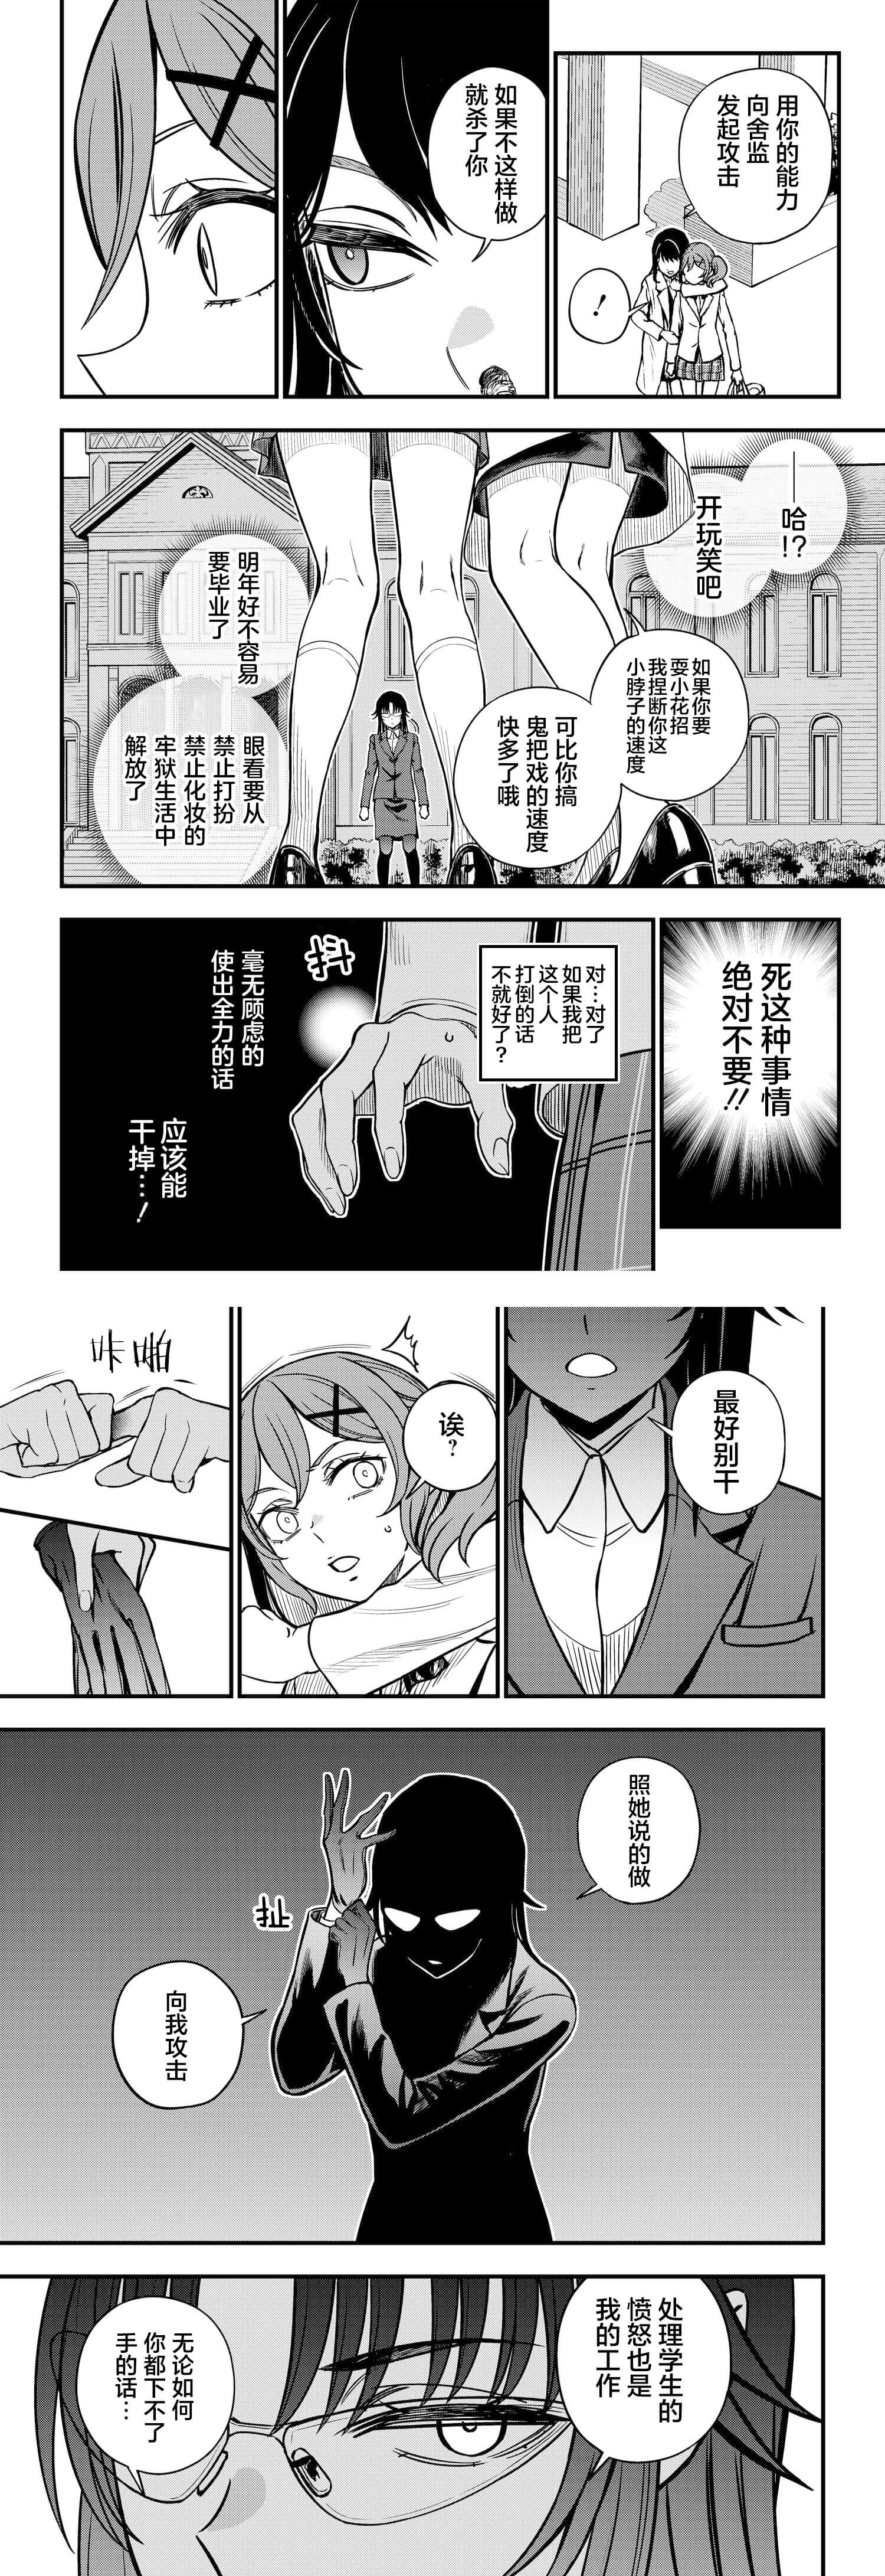 用你的能力
向舍监
发起攻击
！
如果不这样做
就杀了你
——哈!?
开玩笑吧
如果你要
耍小花招
我捏断你这
小脖子的速度
可比你搞
鬼把戏的速度
快多了哦
明年好不容易
要毕业了
眼看要从
禁止打扮
禁止化妆的
牢狱生活中
解放了
死这种事情
绝对不要!!
对…对了
如果我把
这个人
打倒的话
不就好了?
抖
毫无顾虑的
使出全力的话
应该能
干掉…!
最好别干
诶?
咔啪
照她说的做
扯
向我攻击
处理学生的
愤怒也是
我的工作
无论如何
你都下不了
手的话…